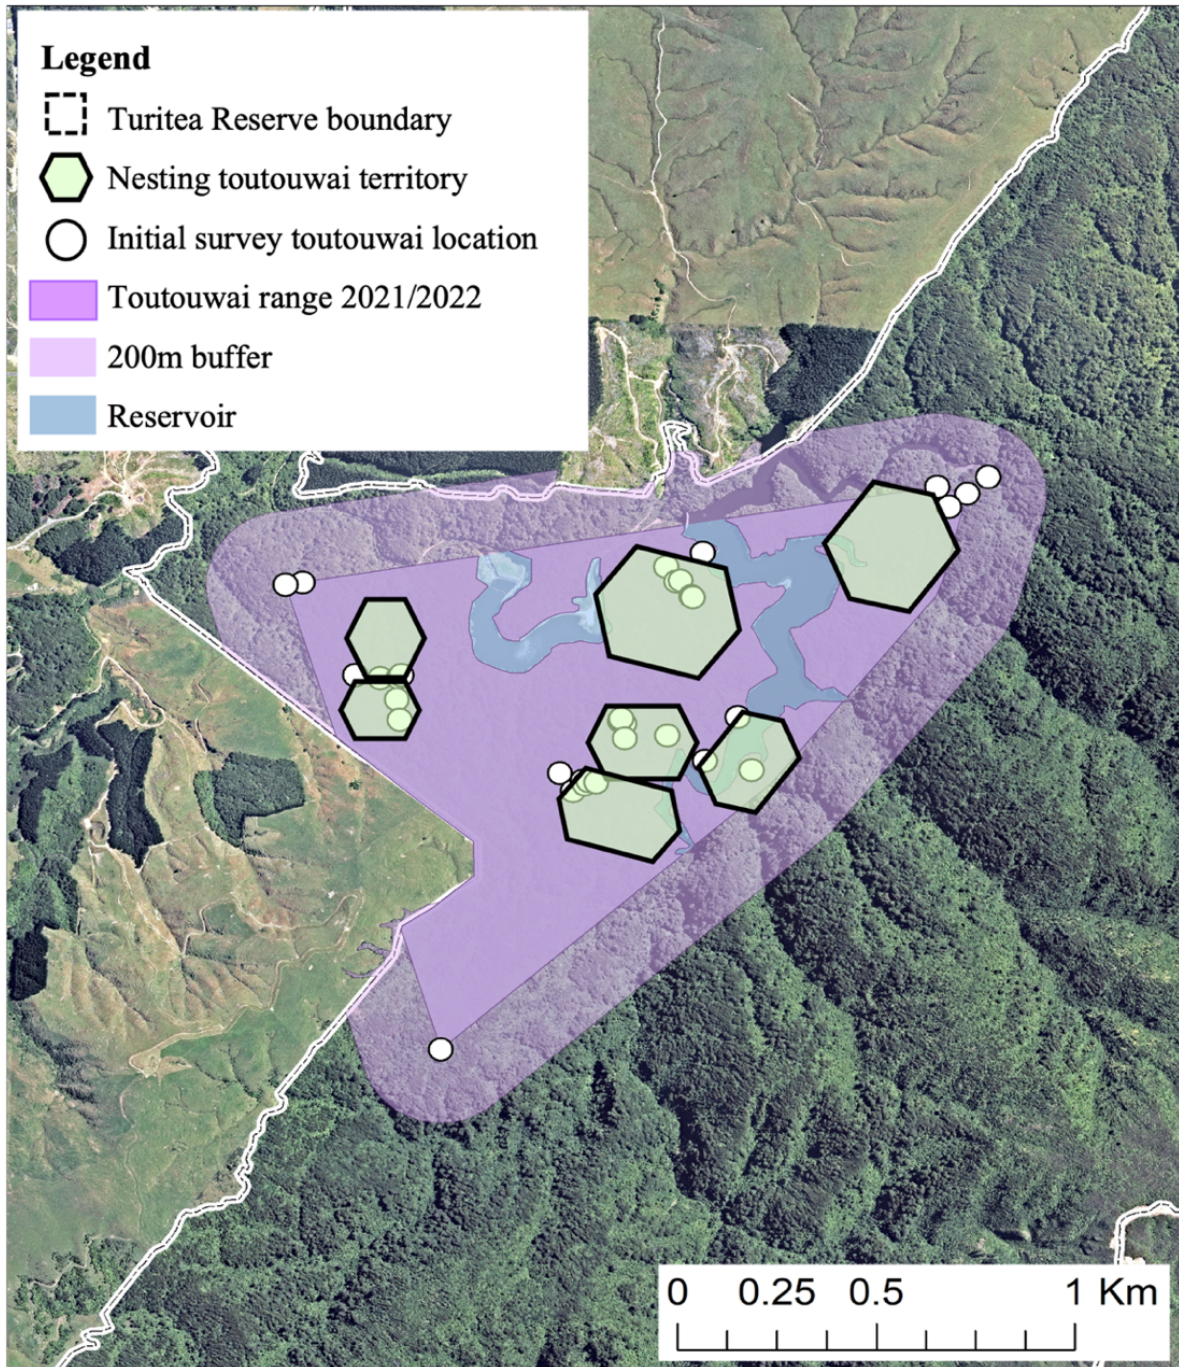 Legend
Turitea Reserve boundary
Nesting toutouwai territory
Initial survey toutouwai location
Toutouwai range 2021/2022
200m buffer
Reservoir
0 0.25 0.5 1 Km